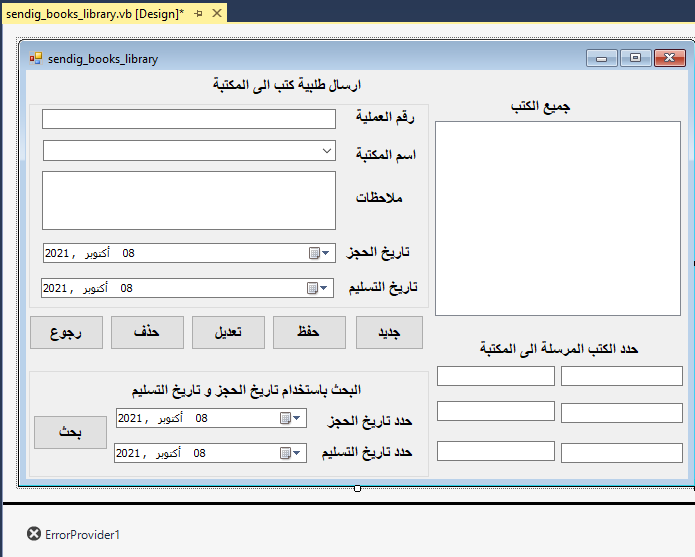 sendig_books_library.vb [Design]*
sendig_books_library
ارسال طلبية كتب الى المكتبة
جميع الكتب
رقم العملية
اسم المكتبة
ملاحظات
تاريخ الحجز
08 أكتوبر ,2021
تاريخ التسليم
08 أكتوبر ,2021
جديد
حفظ
تعديل
حذف
رجوع
حدد الكتب المرسلة الى المكتبة
البحث باستخدام تاريخ الحجز و تاريخ التسليم
حدد تاريخ الحجز
08 أكتوبر ,2021
بحث
حدد تاريخ التسليم
08 أكتوبر ,2021
ErrorProvider1